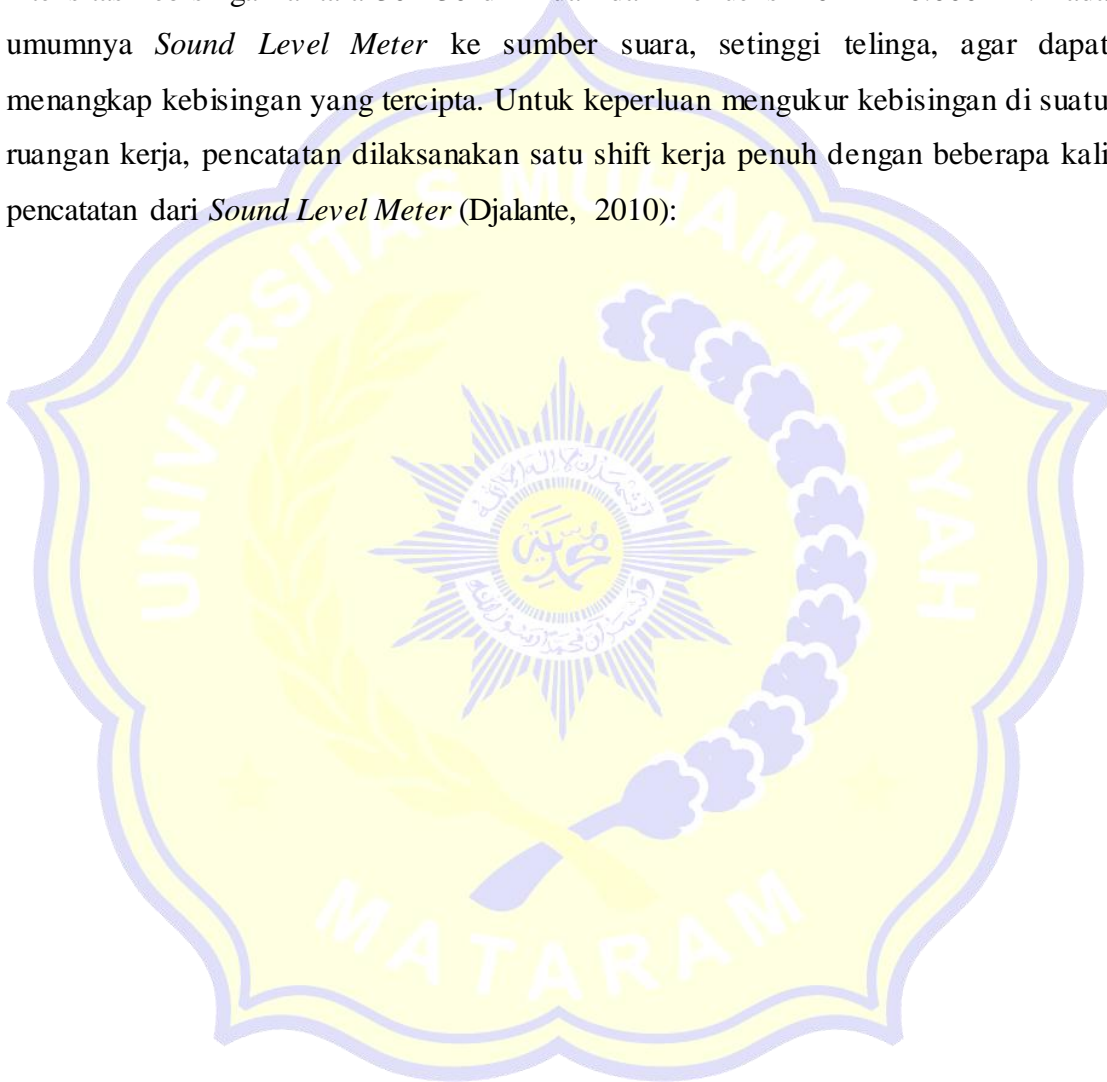 umumnya Sound Level Meter ke sumber suara, setinggi telinga, agar dapat
menangkap kebisingan yang tercipta. Untuk keperluan mengukur kebisingan di suatu
ruangan kerja, pencatatan dilaksanakan satu shift kerja penuh dengan beberapa kali
pencatatan dari Sound Level Meter (Djalante, 2010):
UNIVERSITAS MUHAMMADIYAH
MATARAM